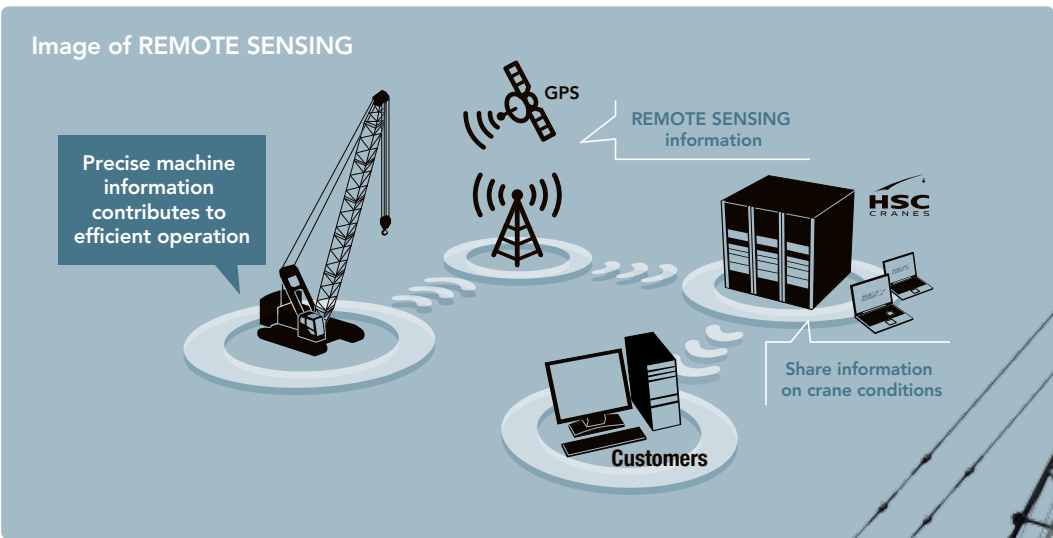 Image of REMOTE SENSING
GPS
REMOTE SENSING
information
Precise machine
information
contributes to
efficient operation
HSC
CRANES
Share information
on crane conditions
Customers